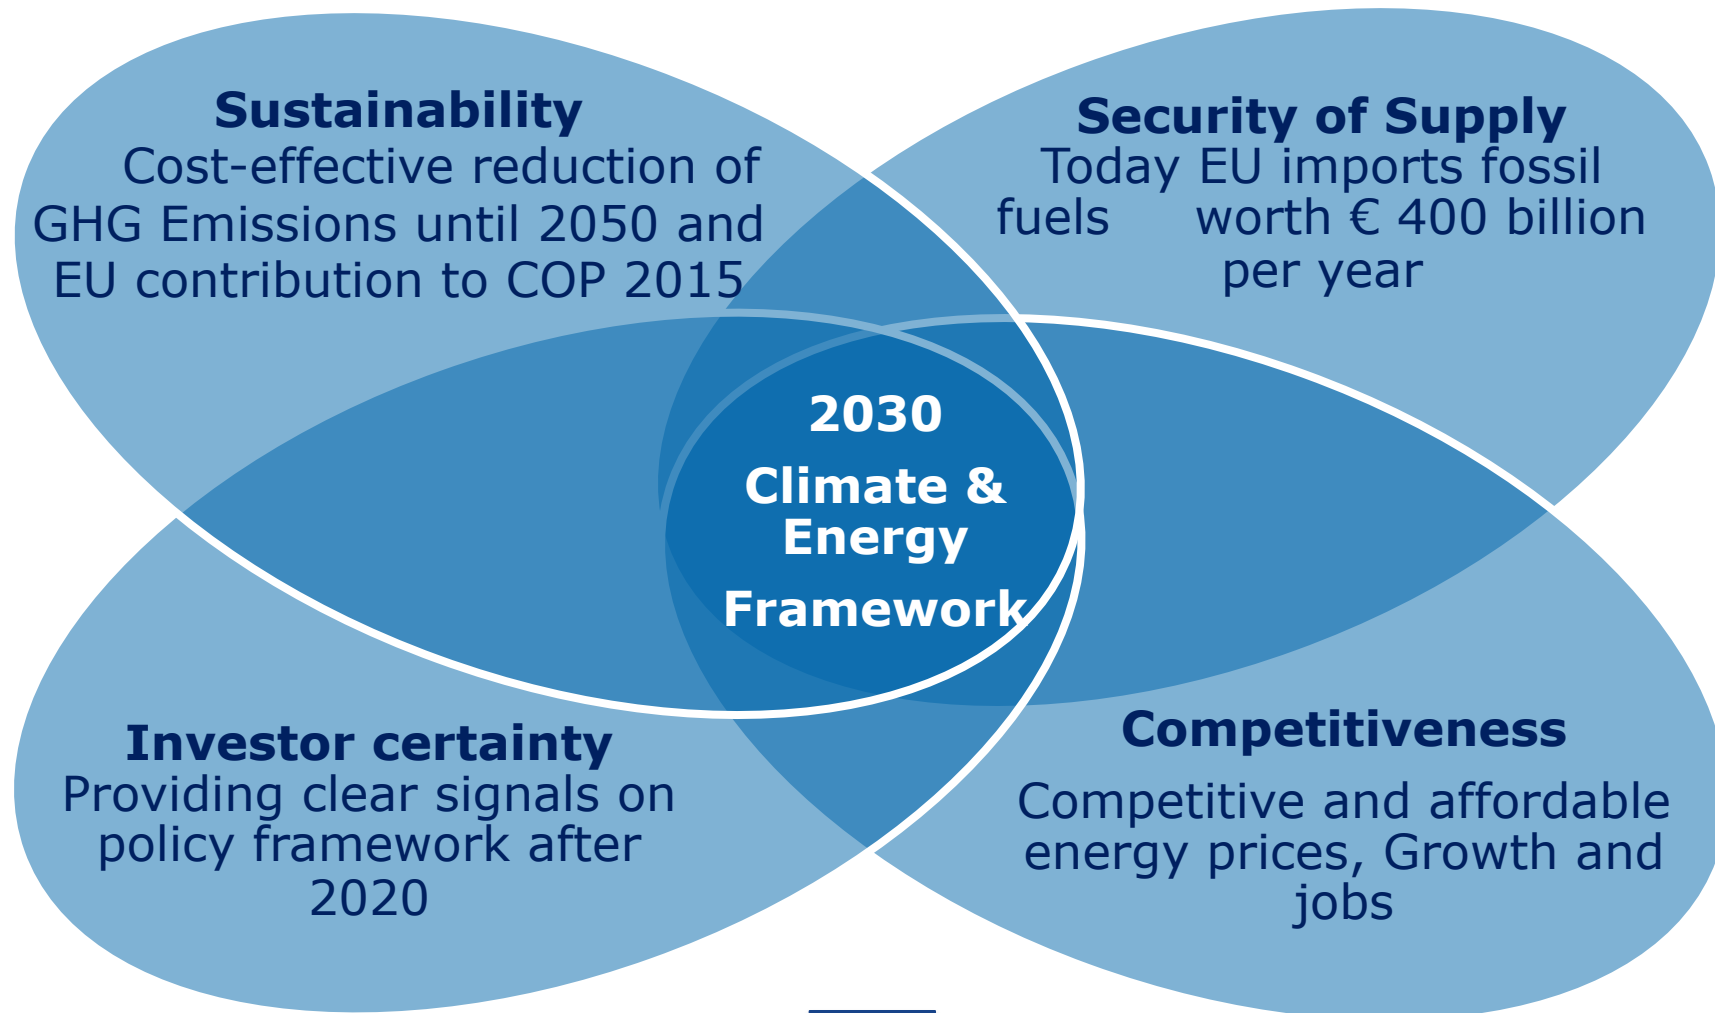 Sustainability
Cost-effective reduction of
GHG Emissions until 2050 and
EU contribution to COP 2015
Security of Supply
Today EU imports fossil
fuels worth € 400 billion
per year
2030
Climate &
Energy
Framework
Investor certainty
Providing clear signals on
policy framework after
2020
Competitiveness
Competitive and affordable
energy prices, Growth and
jobs